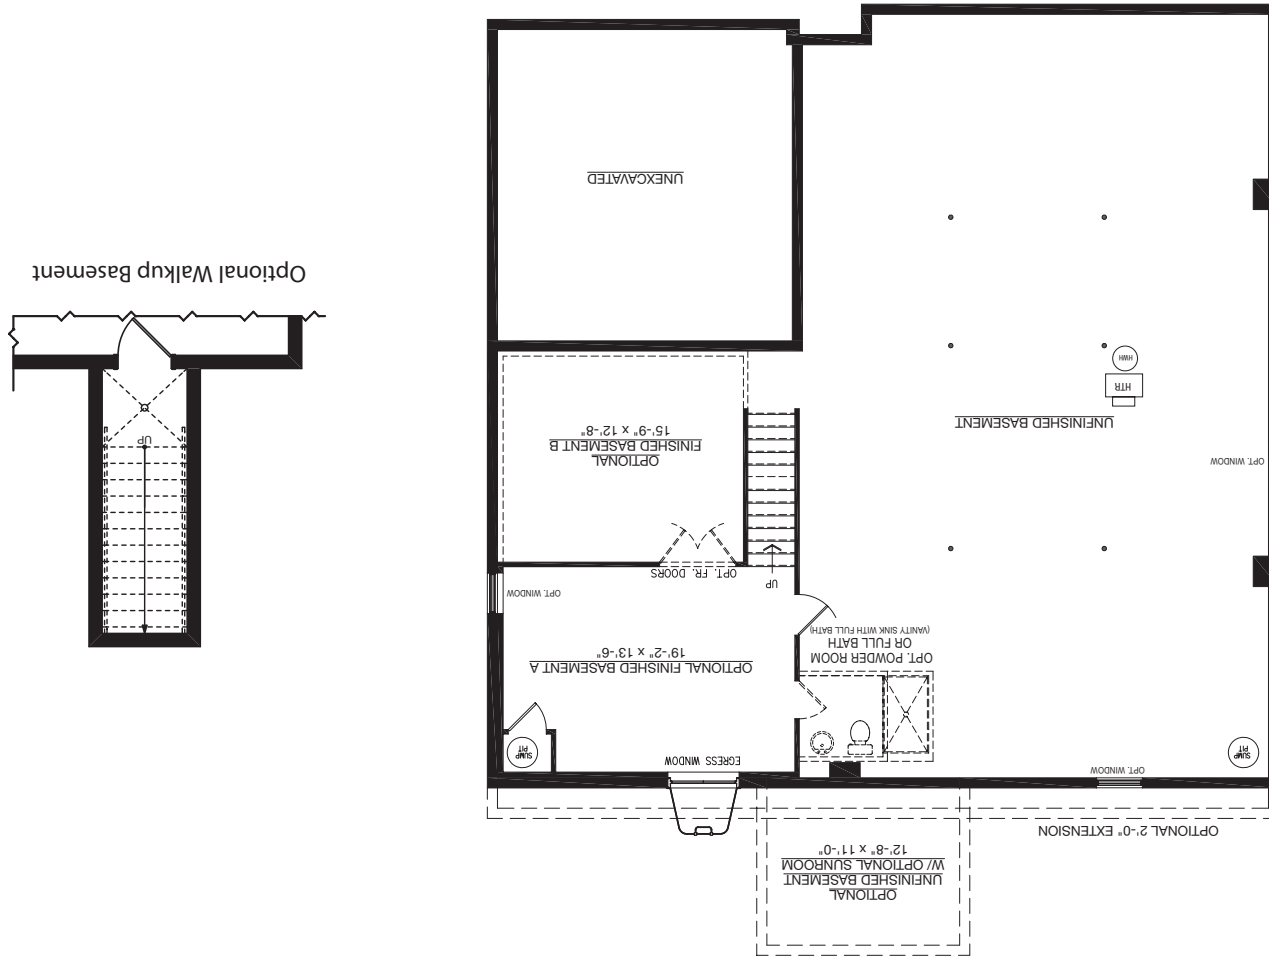 OPTIONAL
UNFINISHED BASEMENT
W/ OPTIONAL SUNROOM
12'-8" x 11'-0"
OPTIONAL 2'-0" EXTENSION
OPT. WINDOW
SUMP
PIT
EGRESS WINDOW
SUMP
PIT
OPT. POWDER ROOM
OR FULL BATH
(VANITY SINK WITH FULL BATH)
OPTIONAL FINISHED BASEMENT A
19'-2" x 13'-6"
OPT. WINDOW
UP
OPT. FR. DOORS
OPT. WINDOW
UNFINISHED BASEMENT
HTR
HWH
OPTIONAL
FINISHED BASEMENT B
15'-9" x 12'-8"
UNEXCAVATED
UP
Optional Walkup Basement